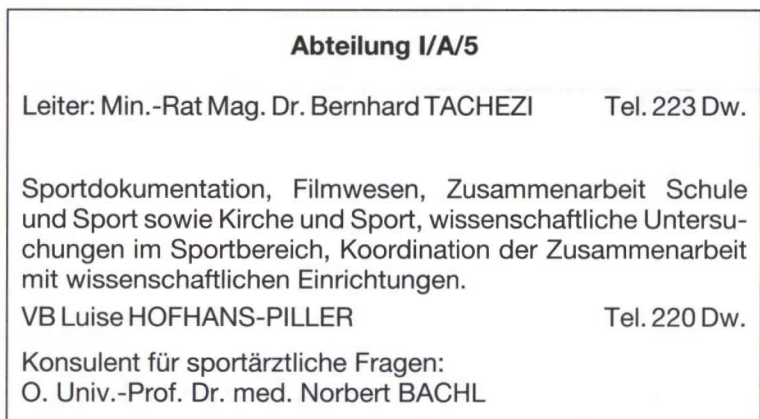 Abteilung I/A/5
Leiter: Min.-Rat Mag. Dr. Bernhard TACHEZI Tel. 223 Dw.
Sportdokumentation, Filmwesen, Zusammenarbeit Schule
und Sport sowie Kirche und Sport, wissenschaftliche Untersu-
chungen im Sportbereich, Koordination der Zusammenarbeit
mit wissenschaftlichen Einrichtungen.
VB Luise HOFHANS-PILLER Tel. 220 Dw.
Konsulent für sportärztliche Fragen:
O. Univ.-Prof. Dr. med. Norbert BACHL